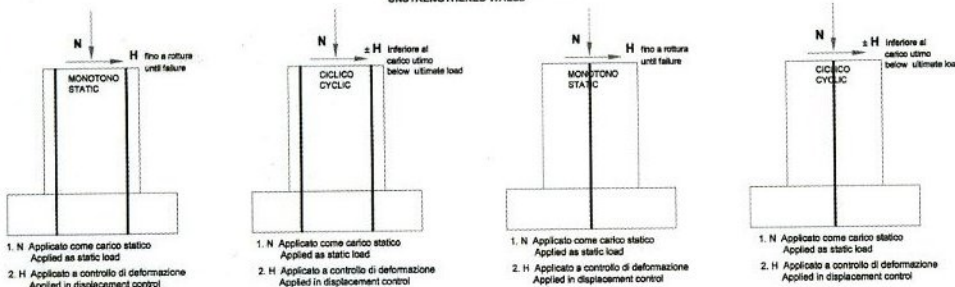 N
H fino a rottura
until failure
MONOTONO
STATIC
1. N Applicato come carico statico
Applied as static load
2. H Applicato a controllo di deformazione
Applied in displacement control
N
± H Inferiore al
carico utimo
below ultimate load
CICLICO
CYCLIC
1. N Applicato come carico statico
Applied as static load
2. H Applicato a controllo di deformazione
Applied in displacement control
N
H fino a rottura
until failure
MONOTONO
STATIC
1. N Applicato come carico statico
Applied as static load
2. H Applicato a controllo di deformazione
Applied in displacement control
N
± H Inferiore al
carico utimo
below ultimate loa
CICLICO
CYCLIC
1. N Applicato come carico statico
Applied as static load
2. H Applicato a controllo di deformazione
Applied in displacement control